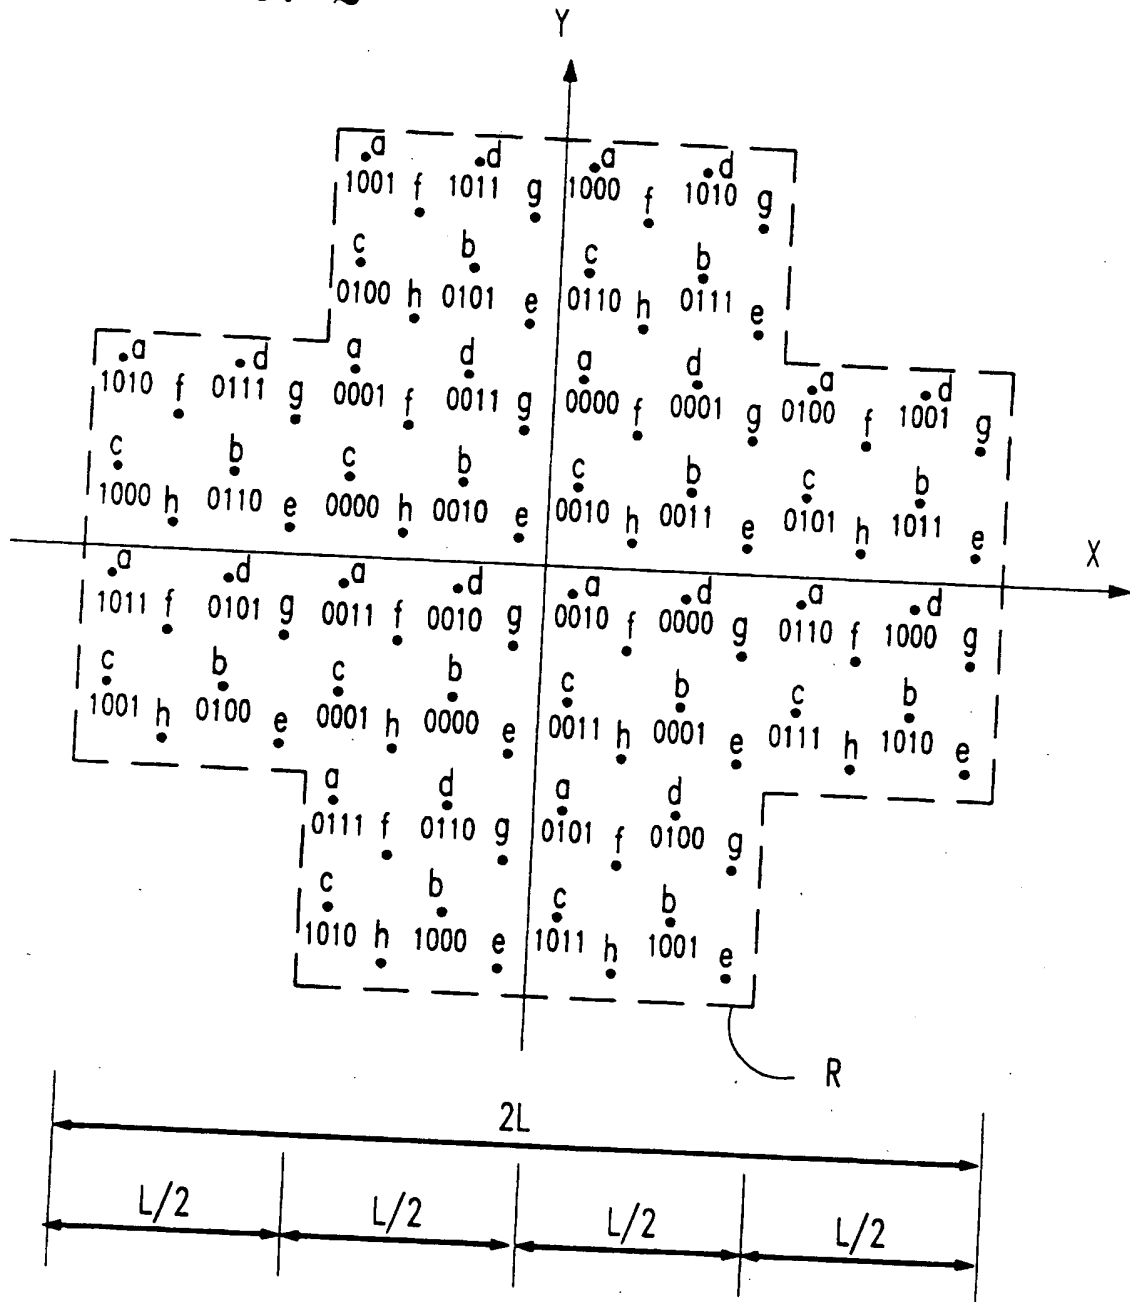 Y
a d a d
1001 f 1011 g 1000 f 1010 g
c b c b
0100 h 0101 e 0110 h 0111 e
a d a d a d a d
1010 f 0111 g 0001 f 0011 g 0000 f 0001 g 0100 f 1001 g
c b c b c b c b
1000 h 0110 e 0000 h 0010 e 0010 h 0011 e 0101 h 1011 e
X
a d a d a d a d
1011 f 0101 g 0011 f 0010 g 0010 f 0000 g 0110 f 1000 g
c b c b c b c b
1001 h 0100 e 0001 h 0000 e 0011 h 0001 e 0111 h 1010 e
a d a d
0111 f 0110 g 0101 f 0100 g
c b c b
1010 h 1000 e 1011 h 1001 e
R
2L
L/2 L/2 L/2 L/2